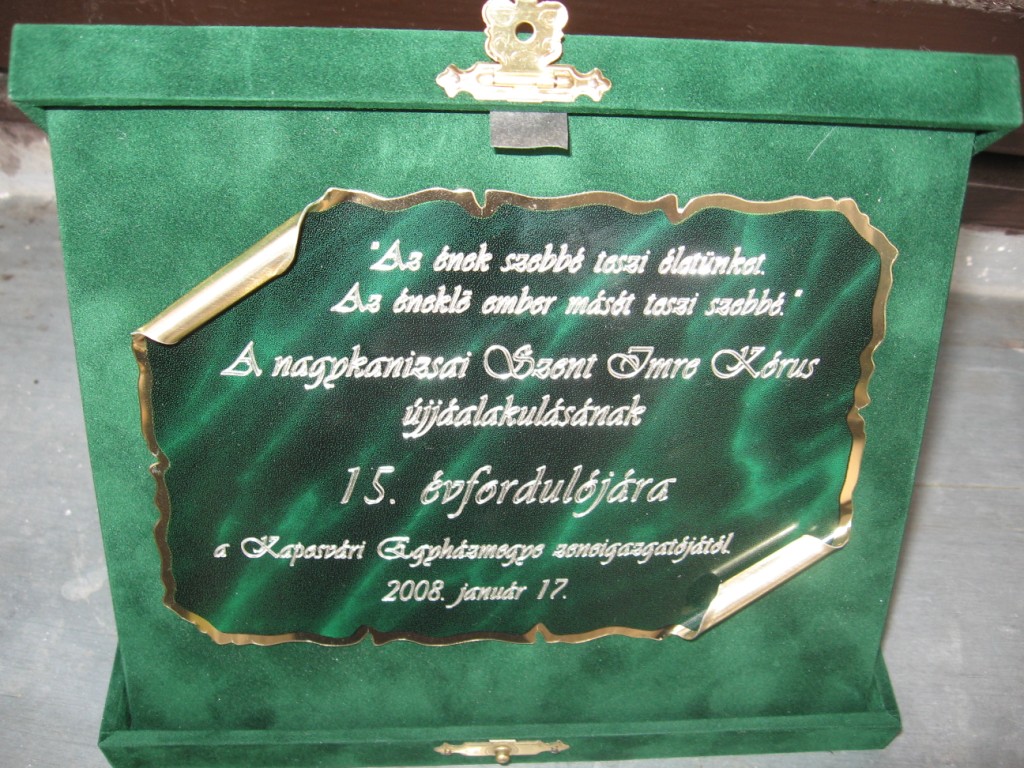 "Az ének szebbé teszi életünket.
Az éneklő ember másét teszi szebbé."
A nagykanizsai Szent Imre Kórus
újjáalakulásának
15. évfordulójára
a Kaposvári Egyházmegye zeneigazgatójától.
2008. január 17.